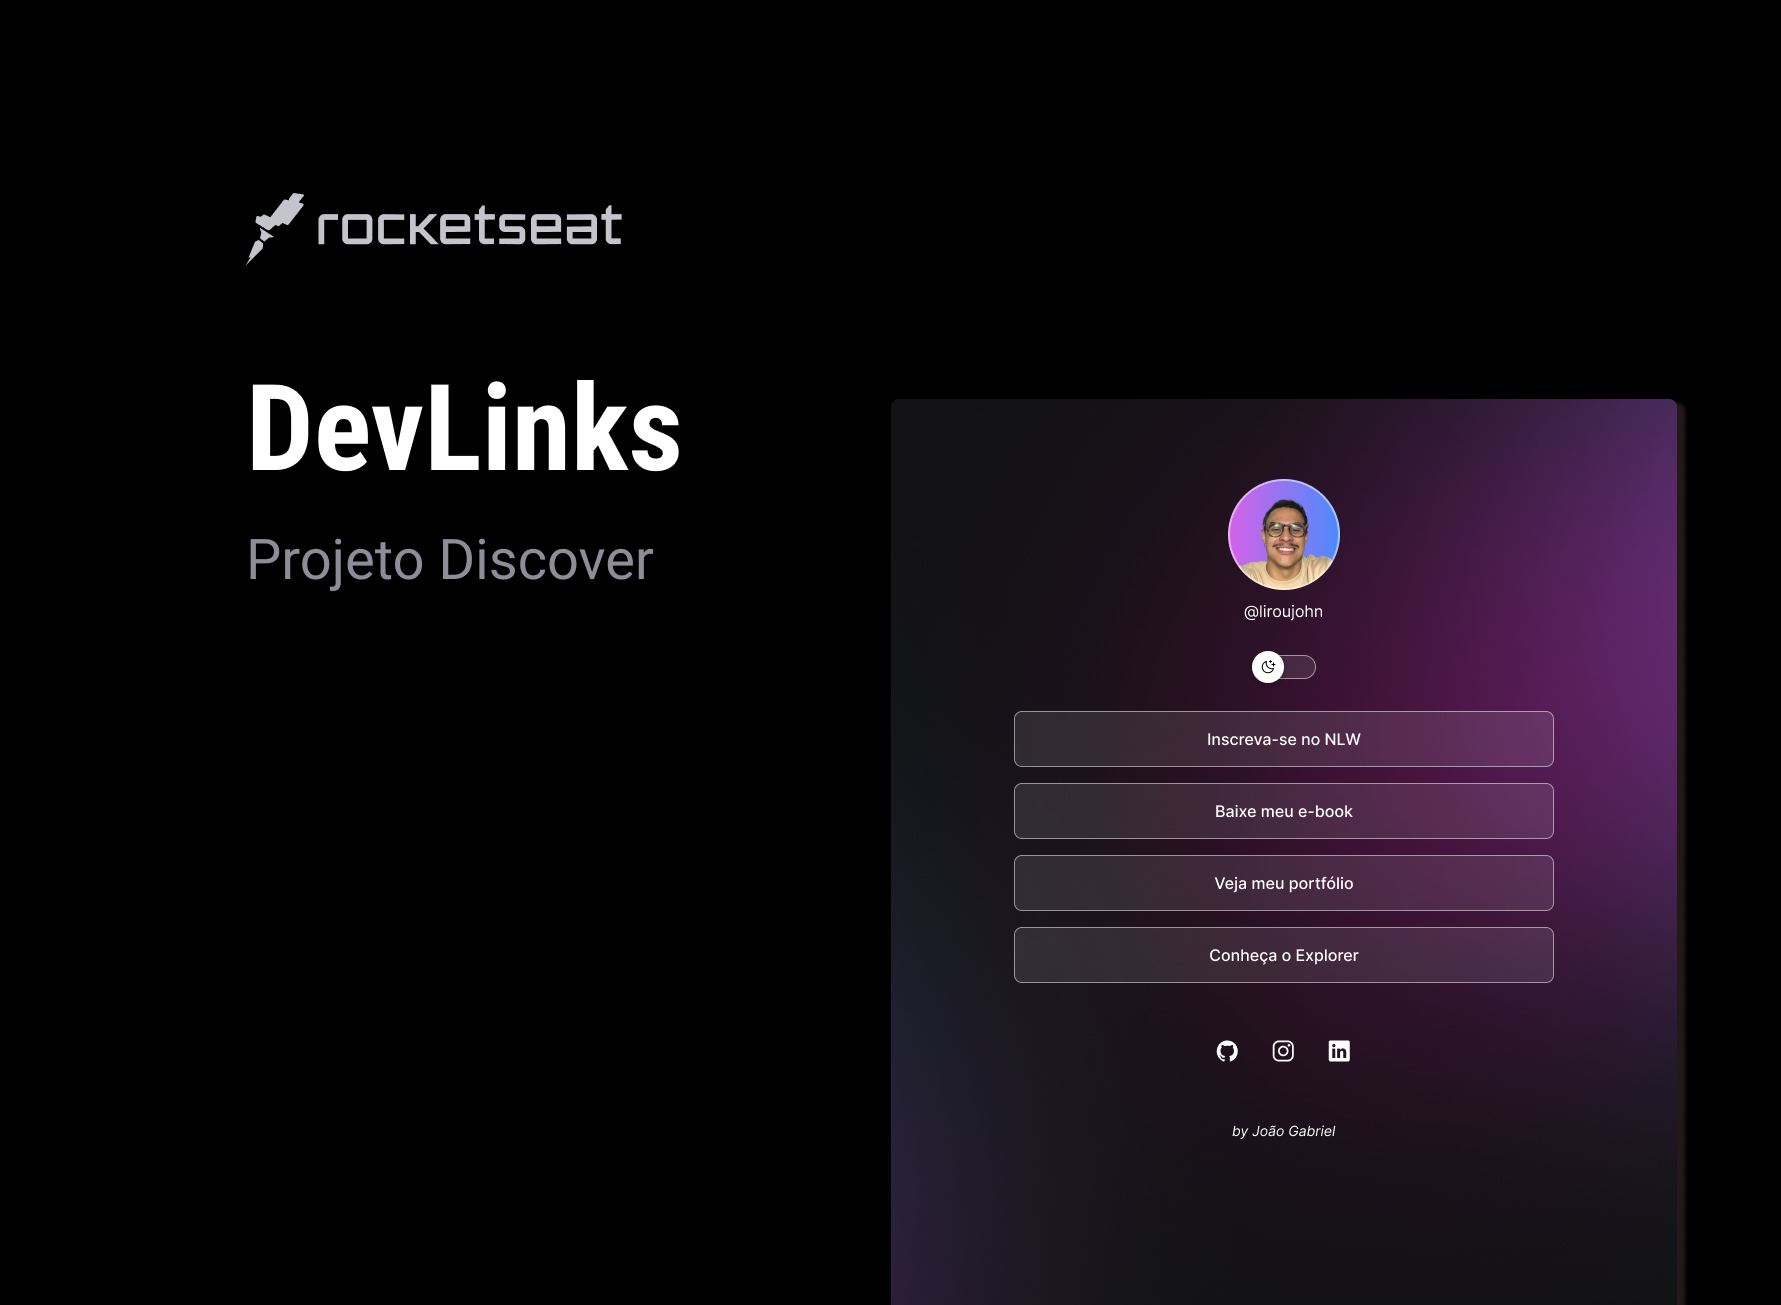 rocketseat
DevLinks
Projeto Discover
@liroujohn
Inscreva-se no NLW
Baixe meu e-book
Veja meu portfólio
Conheça o Explorer
by João Gabriel